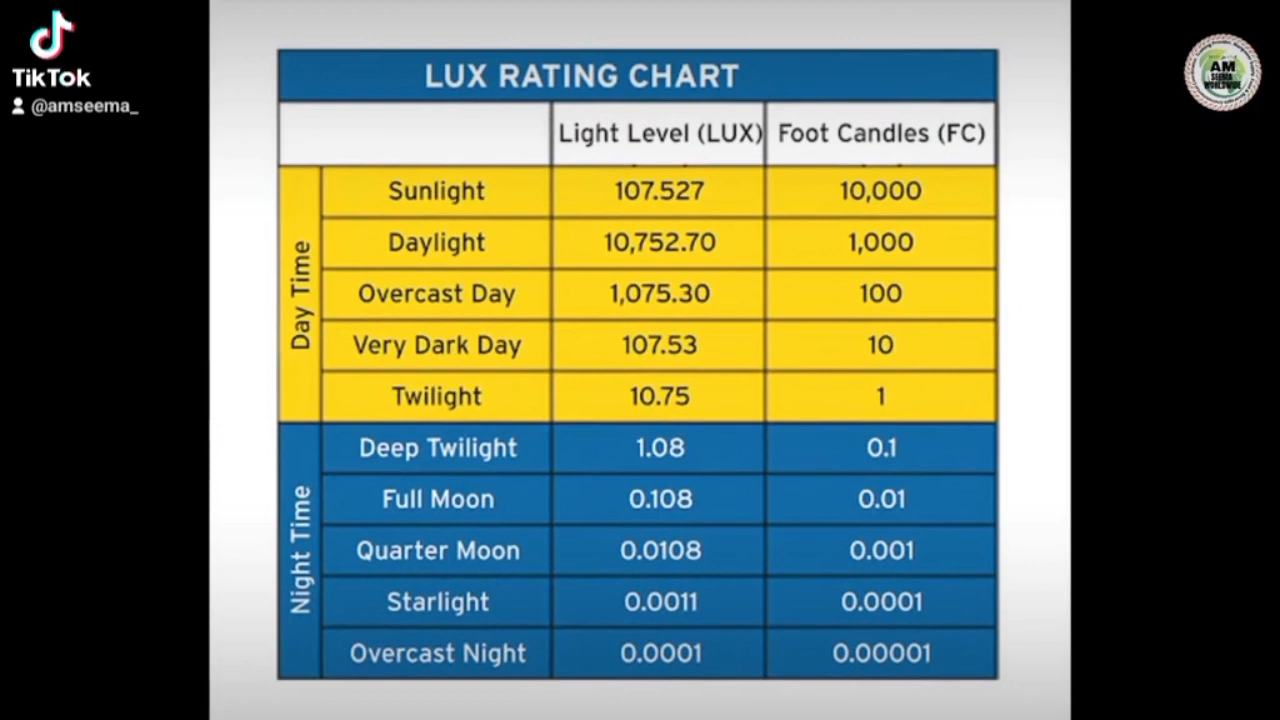 TikTok
@amseema_
AM
SEEMA
WORLDWIDE
LUX RATING CHART
Light Level (LUX) Foot Candles (FC)
Day Time
Sunlight 107.527 10,000
Daylight 10,752.70 1,000
Overcast Day 1,075.30 100
Very Dark Day 107.53 10
Twilight 10.75 1
Night Time
Deep Twilight 1.08 0.1
Full Moon 0.108 0.01
Quarter Moon 0.0108 0.001
Starlight 0.0011 0.0001
Overcast Night 0.0001 0.00001